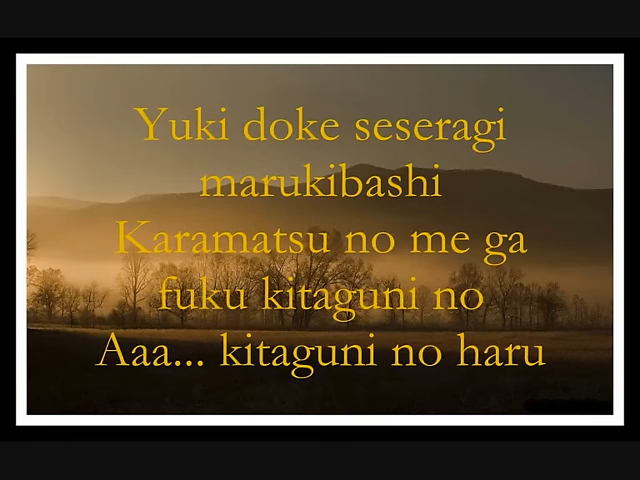 Yuki doke seseragi
marukibashi
Karamatsu no me ga
fuku kitaguni no
Aaa... kitaguni no haru